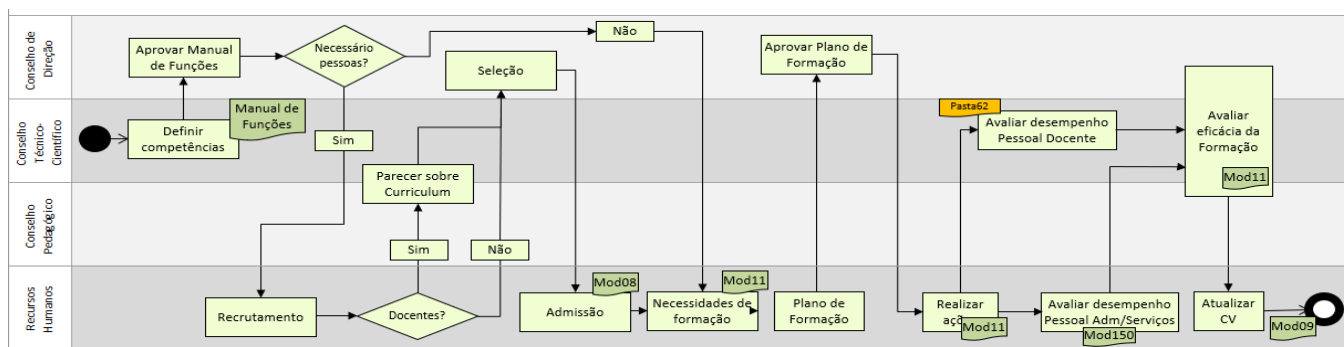 Conselho de
Direção
Aprovar Manual
de Funções
Necessário
pessoas?
Não
Seleção
Aprovar Plano de
Formação
Conselho
Técnico-
Científico
Definir
competências
Manual de
Funções
Sim
Parecer sobre
Curriculum
Pasta62
Avaliar desempenho
Pessoal Docente
Avaliar
eficácia da
Formação
Mod11
Conselho
Pedagógico
Sim
Não
Recursos
Humanos
Recrutamento
Docentes?
Mod08
Admissão
Mod11
Necessidades de
formação
Plano de
Formação
Realizar
Mod11
Avaliar desempenho
Pessoal Adm/Serviços
Mod150
Atualizar
CV
Mod09